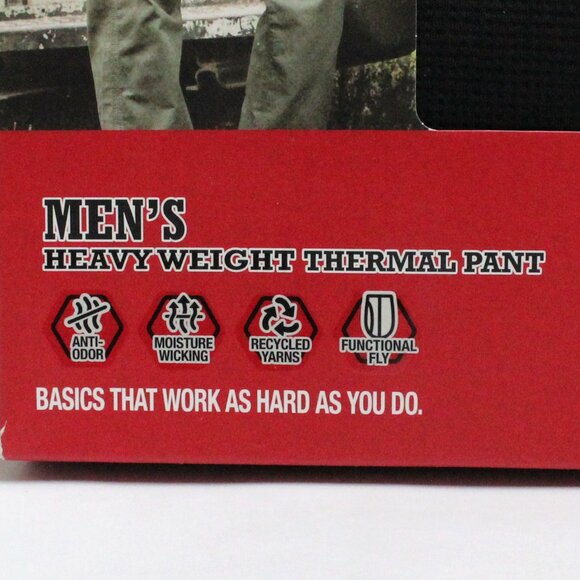 MEN'S
HEAVY WEIGHT THERMAL PANT
ANTI-
ODOR
MOISTURE
WICKING
RECYCLED
YARNS
FUNCTIONAL
FLY
BASICS THAT WORK AS HARD AS YOU DO.